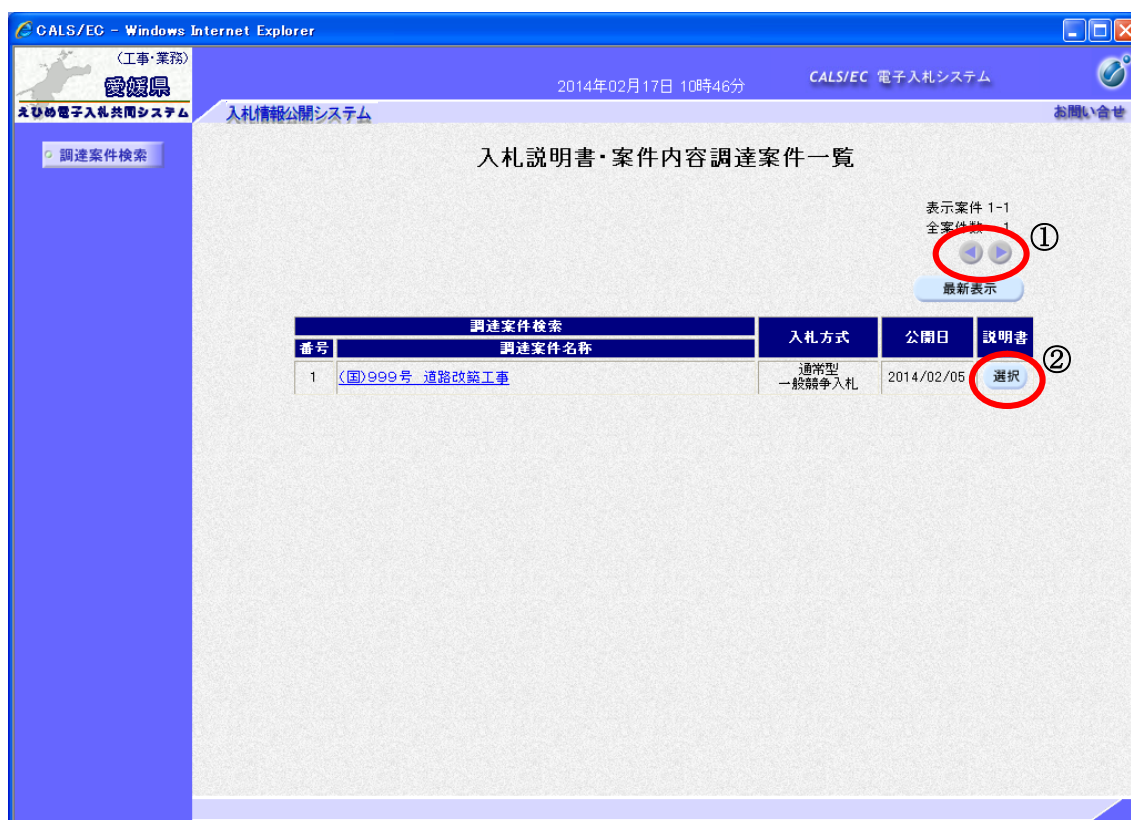 CALS/EC - Windows Internet Explorer
(工事・業務)
愛媛県
えひめ電子入札共同システム
2014年02月17日 10時46分
CALS/EC 電子入札システム
入札情報公開システム
お問い合せ
調達案件検索
入札説明書・案件内容調達案件一覧
表示案件 1-1
全案件数 1
①
最新表示
調達案件検索
入札方式
公開日
説明書
番号
調達案件名称
②
1
(国)999号 道路改築工事
通常型
一般競争入札
2014/02/05
選択